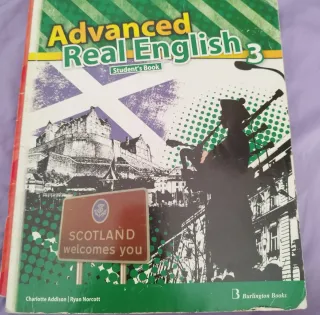 Advanced
Real English 3
Student's Book
SCOTLAND
welcomes you
Charlotte Addison | Ryan Norcott
B Burlington Books